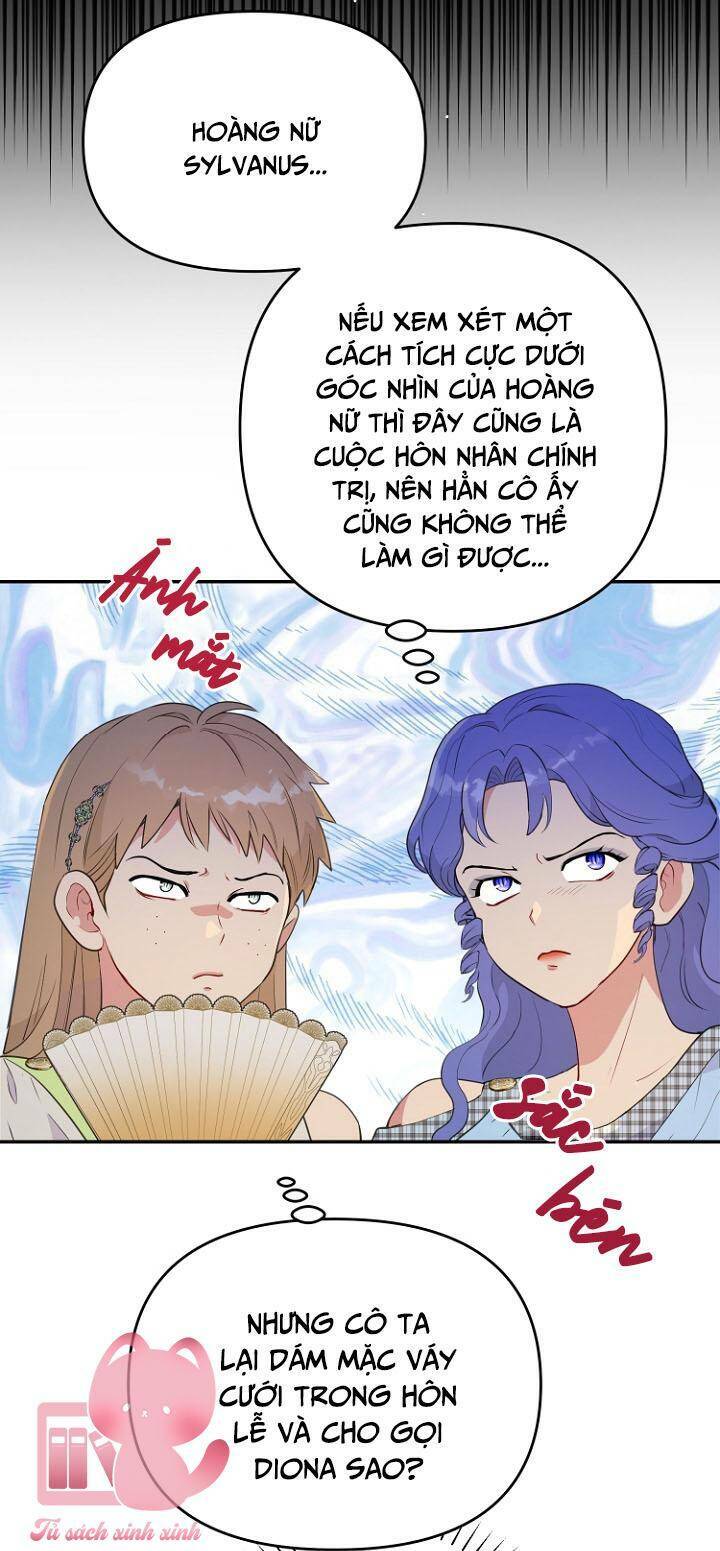 HOÀNG NỮ
SYLVANUS...
NẾU XEM XÉT MỘT
CÁCH TÍCH CỰC DƯỚI
GÓC NHÌN CỦA HOÀNG
NỮ THÌ ĐÂY CŨNG LÀ
CUỘC HÔN NHÂN CHÍNH
TRỊ, NÊN HẲN CÔ ẤY
CŨNG KHÔNG THỂ
LÀM GÌ ĐƯỢC...
Ánh
mắt
sắc
bén
NHƯNG CÔ TA
LẠI DÁM MẶC VÁY
CƯỚI TRONG HÔN
LỄ VÀ CHO GỌI
DIONA SAO?
Tủ sách xinh xinh